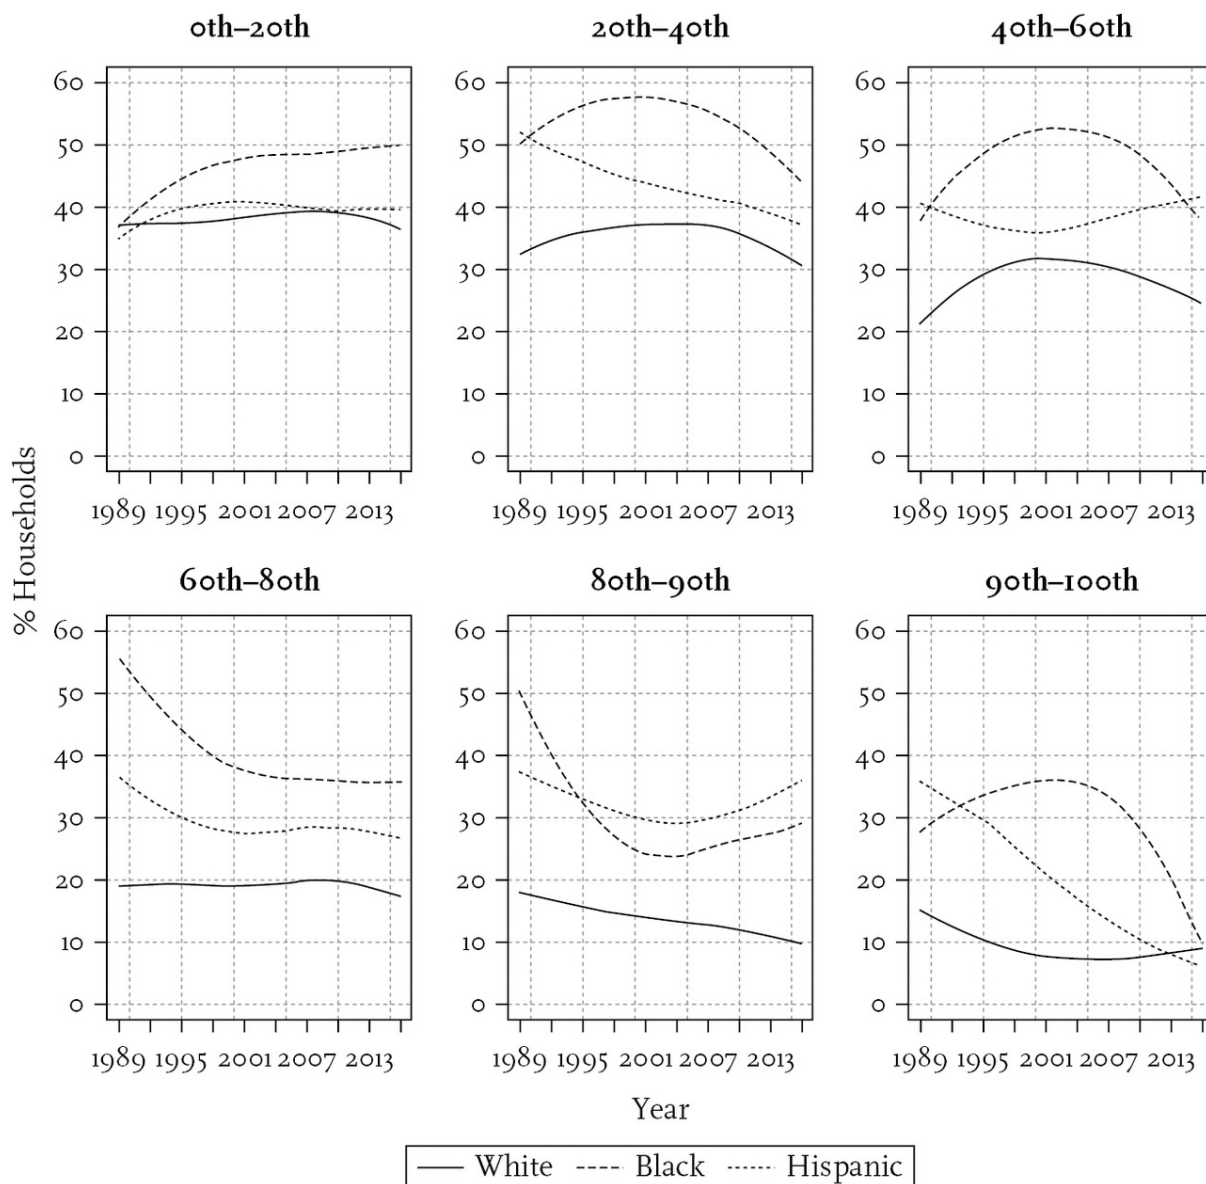 0th–20th 20th–40th 40th–60th
60 60 60
50 50 50
40 40 40
30 30 30
20 20 20
10 10 10
0 0 0
1989 1995 2001 2007 2013 1989 1995 2001 2007 2013 1989 1995 2001 2007 2013
% Households
60th–80th 80th–90th 90th–100th
60 60 60
50 50 50
40 40 40
30 30 30
20 20 20
10 10 10
0 0 0
1989 1995 2001 2007 2013 1989 1995 2001 2007 2013 1989 1995 2001 2007 2013
Year
White Black Hispanic